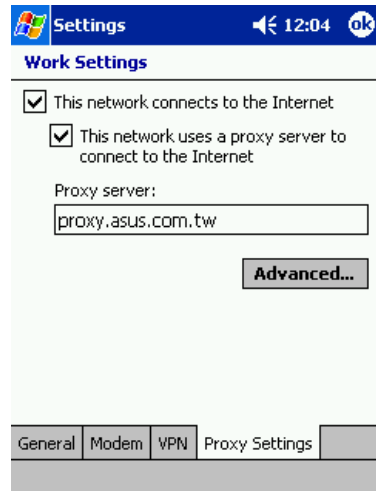 Settings 12:04 ok
Work Settings
This network connects to the Internet
This network uses a proxy server to
connect to the Internet
Proxy server:
proxy.asus.com.tw
Advanced...
General Modem VPN Proxy Settings